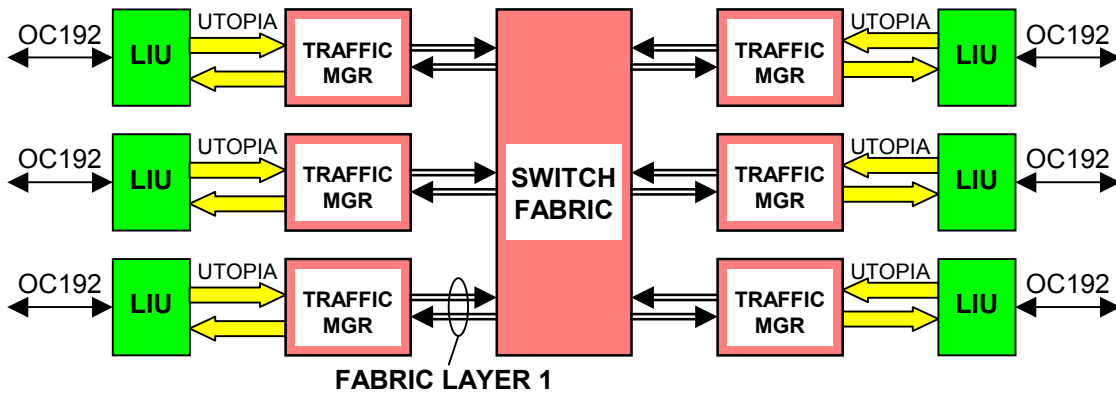 UTOPIA
UTOPIA
OC192
LIU
TRAFFIC
MGR
TRAFFIC
MGR
LIU
OC192
UTOPIA
UTOPIA
OC192
LIU
TRAFFIC
MGR
SWITCH
FABRIC
TRAFFIC
MGR
LIU
OC192
UTOPIA
UTOPIA
OC192
LIU
TRAFFIC
MGR
TRAFFIC
MGR
LIU
OC192
FABRIC LAYER 1